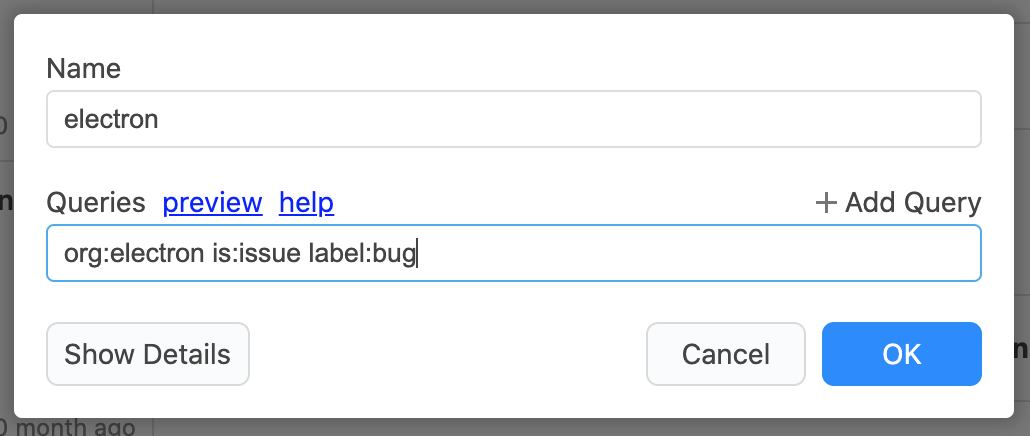 Name
electron
Queries preview help + Add Query
org:electron is:issue label:bug
Show Details Cancel OK
month ago